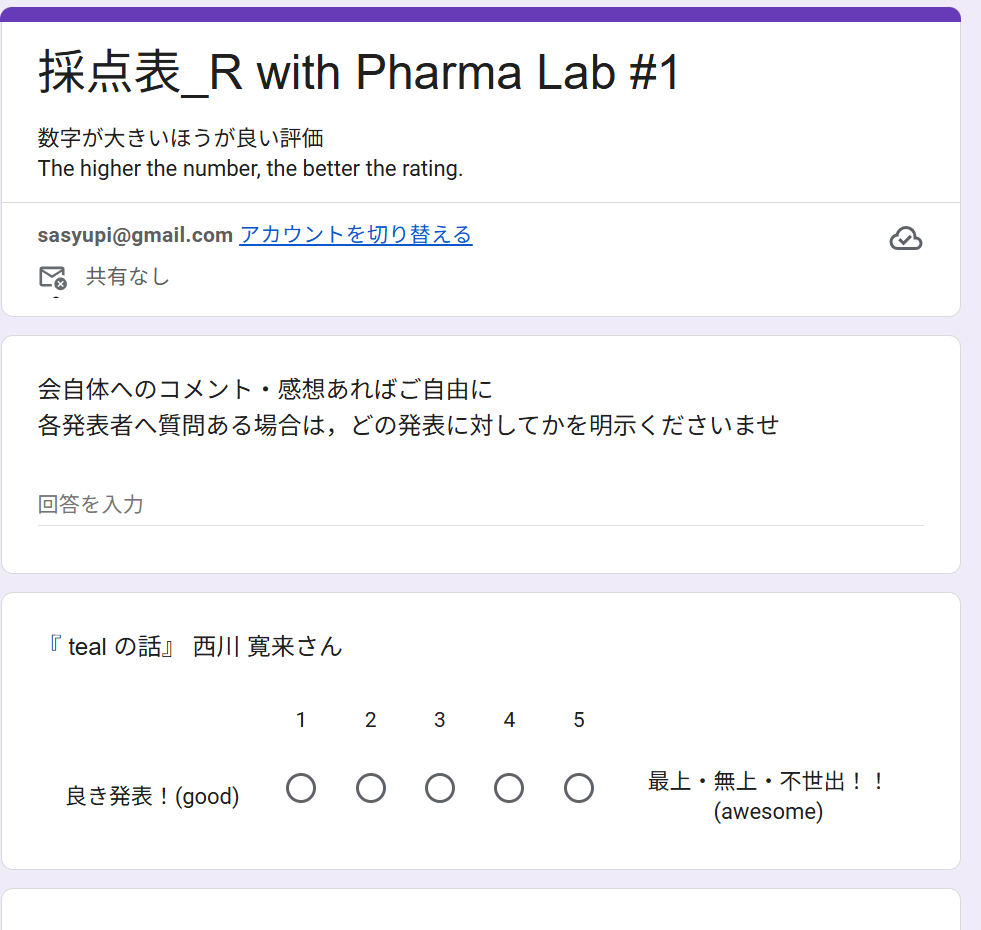 採点表_R with Pharma Lab #1
数字が大きいほうが良い評価
The higher the number, the better the rating.
sasyupi@gmail.com アカウントを切り替える
共有なし
会自体へのコメント・感想あればご自由に
各発表者へ質問ある場合は，どの発表に対してかを明示くださいませ
回答を入力
『 teal の話』 西川 寛来さん
1 2 3 4 5
良き発表！(good)
最上・無上・不世出！！
(awesome)